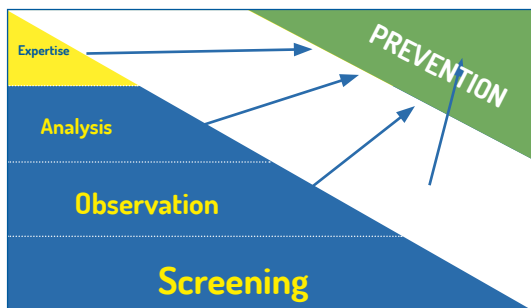 Expertise
PREVENTION
Analysis
Observation
Screening